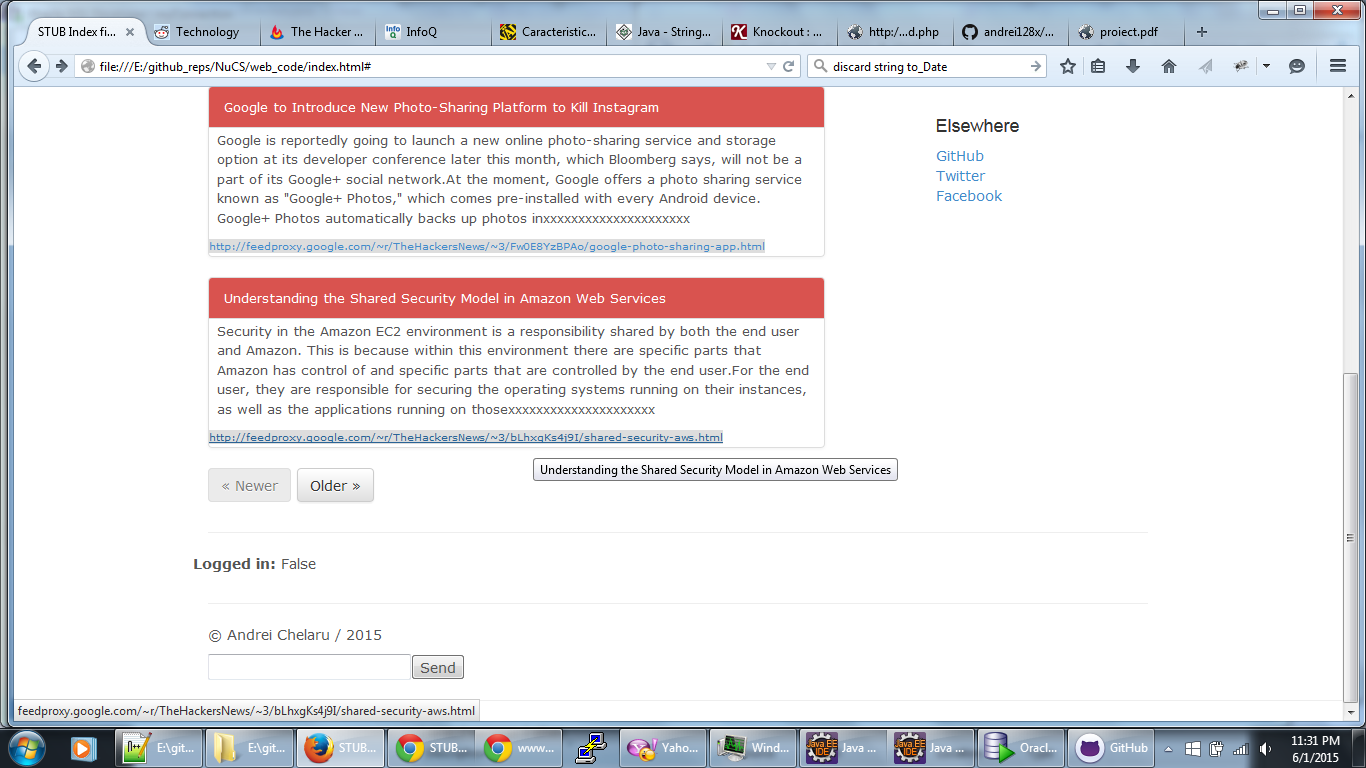 STUB Index fi...
Technology
The Hacker ...
InfoQ
Caracteristic...
Java - String...
Knockout : ...
http:/...d.php
andrei128x/...
proiect.pdf
file:///E:/github_reps/NuCS/web_code/index.html#
discard string to_Date
Google to Introduce New Photo-Sharing Platform to Kill Instagram
Google is reportedly going to launch a new online photo-sharing service and storage
option at its developer conference later this month, which Bloomberg says, will not be a
part of its Google+ social network.At the moment, Google offers a photo sharing service
known as "Google+ Photos," which comes pre-installed with every Android device.
Google+ Photos automatically backs up photos inxxxxxxxxxxxxxxxxxxxxx
http://feedproxy.google.com/~r/TheHackersNews/~3/Fw0E8YzBPAo/google-photo-sharing-app.html
Elsewhere
GitHub
Twitter
Facebook
Understanding the Shared Security Model in Amazon Web Services
Security in the Amazon EC2 environment is a responsibility shared by both the end user
and Amazon. This is because within this environment there are specific parts that
Amazon has control of and specific parts that are controlled by the end user.For the end
user, they are responsible for securing the operating systems running on their instances,
as well as the applications running on thosexxxxxxxxxxxxxxxxxxxxx
http://feedproxy.google.com/~r/TheHackersNews/~3/bLhxgKs4j9I/shared-security-aws.html
Understanding the Shared Security Model in Amazon Web Services
« Newer
Older »
Logged in: False
© Andrei Chelaru / 2015
Send
feedproxy.google.com/~r/TheHackersNews/~3/bLhxgKs4j9I/shared-security-aws.html
E:\git...
E:\git...
STUB...
STUB...
www...
Yaho...
Wind...
Java ...
Java ...
Oracl...
GitHub
11:31 PM
6/1/2015